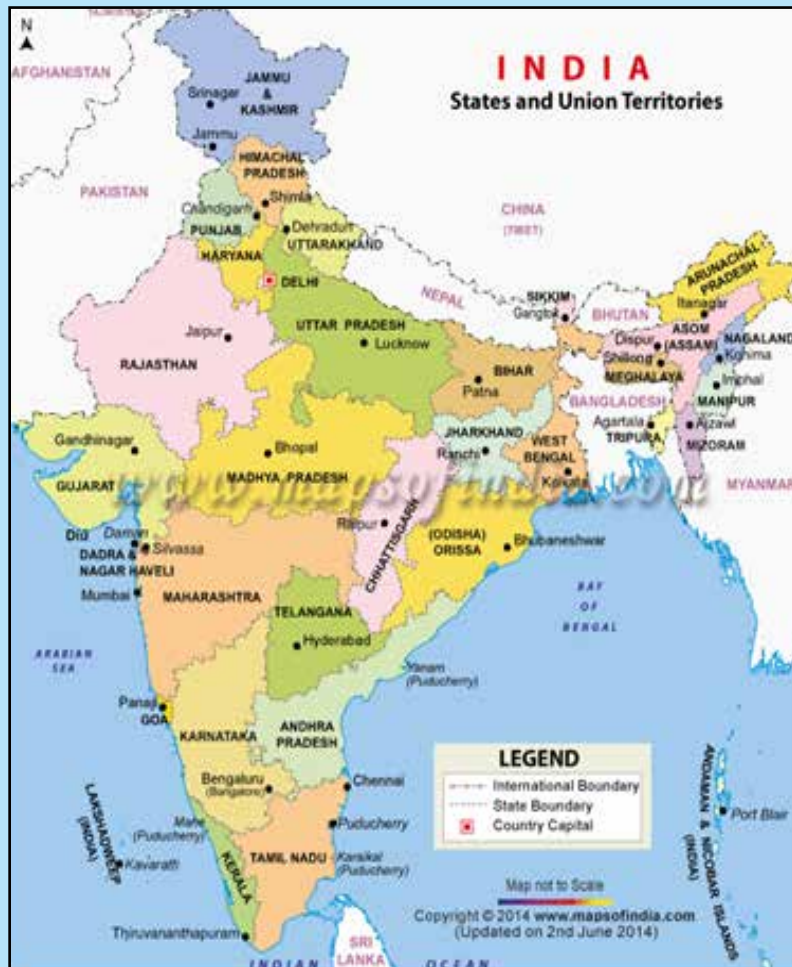 N
INDIA
States and Union Territories
AFGHANISTAN
JAMMU
&
KASHMIR
Srinagar
Jammu
HIMACHAL
PRADESH
PAKISTAN
Shimla
Chandigarh
PUNJAB
Dehradun
UTTARAKHAND
CHINA
(TIBET)
HARYANA
DELHI
ARUNACHAL
PRADESH
NEPAL
SIKKIM
Gangtok
BHUTAN
Itanagar
Jaipur
UTTAR PRADESH
Lucknow
ASOM
(ASSAM)
Dispur
NAGALAND
Kohima
RAJASTHAN
BIHAR
Patna
Shillong
MEGHALAYA
Imphal
MANIPUR
BANGLADESH
Gandhinagar
Bhopal
JHARKHAND
Ranchi
WEST
BENGAL
Agartala
TRIPURA
Aizawl
MIZORAM
GUJARAT
MADHYA PRADESH
Kolkata
MYANMAR
www.mapsofindia.com
Raipur
CHHATTISGARH
(ODISHA)
ORISSA
Bhubaneshwar
Diu
Daman
Silvassa
DADRA &
NAGAR HAVELI
Mumbai
MAHARASHTRA
TELANGANA
Hyderabad
BAY
OF
BENGAL
ARABIAN
SEA
Yanam
(Puducherry)
Panaji
GOA
KARNATAKA
ANDHRA
PRADESH
LEGEND
International Boundary
State Boundary
Country Capital
Bengaluru
(Bangalore)
Chennai
LAKSHADWEEP
(INDIA)
Kavaratti
Mahe
(Puducherry)
Puducherry
TAMIL NADU
Karaikal
(Puducherry)
KERALA
Thiruvananthapuram
ANDAMAN & NICOBAR ISLANDS
(INDIA)
Port Blair
Map not to Scale
Copyright © 2014 www.mapsofindia.com
(Updated on 2nd June 2014)
SRI
LANKA
INDIAN OCEAN